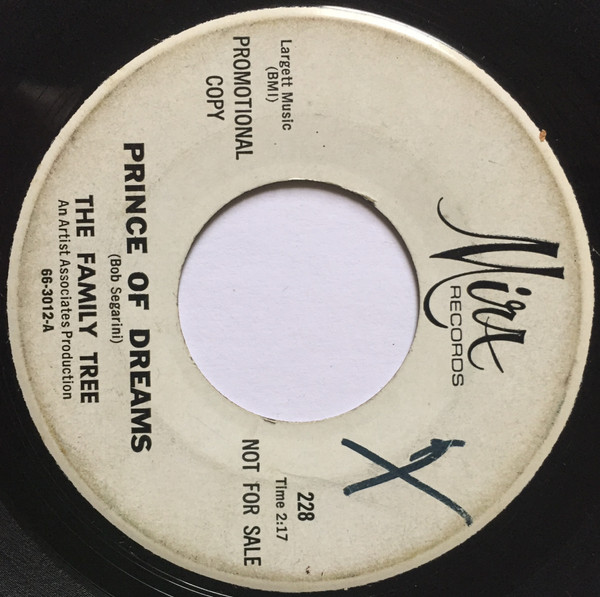 Mira
RECORDS
Largett Music
(BMI)
PROMOTIONAL
COPY
228
Time 2:17
NOT FOR SALE
PRINCE OF DREAMS
(Bob Segarini)
THE FAMILY TREE
An Artist Associates Production
66-3012-A